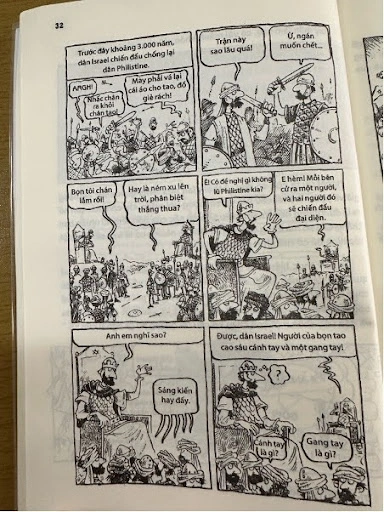 32
Trước đây khoảng 3.000 năm,
dân Israel chiến đấu chống lại
dân Philistine.
AMGH!
Nhấc chân
ra khỏi
chân tao!
Mày phải vá lại
cái áo cho tao, đồ
giẻ rách!
Trận này
sao lâu quá!
Ừ, ngán
muốn chết...
Bọn tôi chán
lắm rồi!
Hay là ném xu lên
trời, phân biệt
thắng thua?
Ê! Có đề nghị gì không
lũ Philistine kia?
E hèm! Mỗi bên
cử ra một người,
và hai người đó
sẽ chiến đấu
đại diện.
Anh em nghĩ sao?
Sáng kiến
hay đấy.
Được, dân Israel! Người của bọn tao
cao sáu cánh tay và một gang tay!
?
Cánh tay
là gì?
Gang tay
là gì?